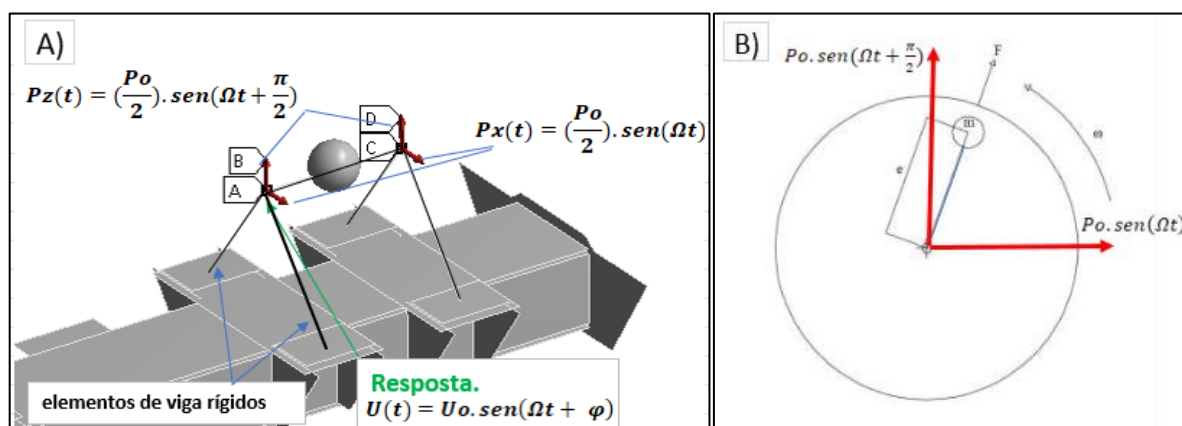 A)
Pz(t) = (Po/2).sen(Ωt + π/2)
D
C
Px(t) = (Po/2).sen(Ωt)
B
A
elementos de viga rígidos
Resposta.
U(t) = Uo.sen(Ωt + φ)
B)
Po.sen(Ωt + π/2)
F
m
ω
e
Po.sen(Ωt)